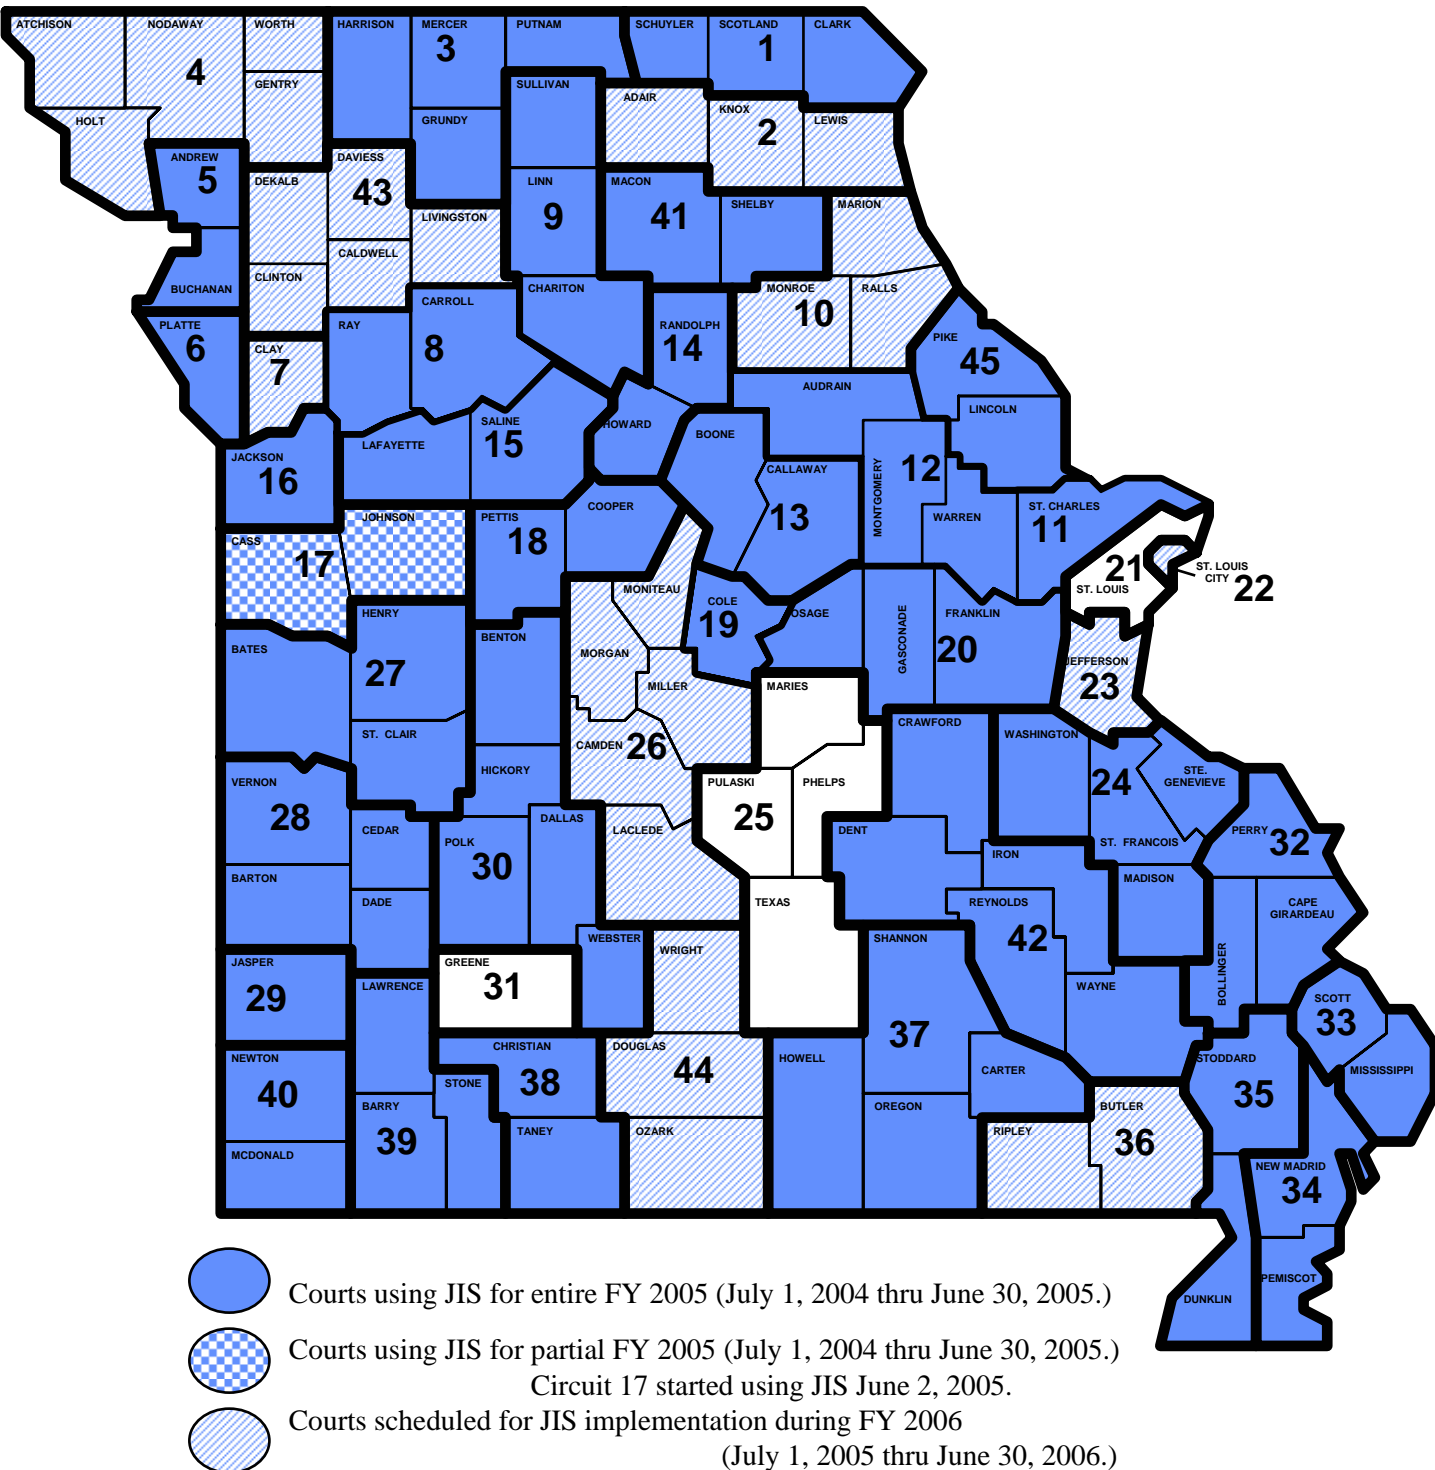 ATCHISON NODAWAY WORTH HARRISON MERCER PUTNAM SCHUYLER SCOTLAND CLARK
4 3 1
GENTRY SULLIVAN ADAIR KNOX LEWIS
HOLT GRUNDY 2
ANDREW DAVIESS
5 DEKALB 43 LINN MACON SHELBY MARION
LIVINGSTON 9 41
CALDWELL
CLINTON
BUCHANAN CARROLL CHARITON MONROE RALLS
PLATTE RAY RANDOLPH 10
6 CLAY 8 14 PIKE
7 45
AUDRAIN
LINCOLN
SALINE HOWARD BOONE
JACKSON LAFAYETTE 15 CALLAWAY MONTGOMERY 12
16
JOHNSON PETTIS COOPER 13 WARREN ST. CHARLES
CASS 18 11
17 21 ST. LOUIS
CITY 22
MONITEAU ST. LOUIS
HENRY COLE OSAGE GASCONADE FRANKLIN
BENTON 19
BATES MORGAN 20 JEFFERSON
27 MILLER MARIES 23
ST. CLAIR CAMDEN 26 CRAWFORD WASHINGTON
HICKORY STE.
GENEVIEVE
VERNON PULASKI PHELPS 24
28 DALLAS 25
CEDAR POLK LACLEDE DENT ST. FRANCOIS PERRY
30 IRON 32
BARTON MADISON
DADE TEXAS REYNOLDS CAPE
GIRARDEAU
WEBSTER WRIGHT SHANNON 42
JASPER GREENE BOLLINGER
29 LAWRENCE 31 WAYNE SCOTT
33
37
NEWTON CHRISTIAN DOUGLAS HOWELL STODDARD
40 STONE 38 44 CARTER 35 MISSISSIPPI
BARRY OREGON BUTLER
39 TANEY OZARK RIPLEY 36
MCDONALD NEW MADRID
34
PEMISCOT
DUNKLIN
Courts using JIS for entire FY 2005 (July 1, 2004 thru June 30, 2005.)
Courts using JIS for partial FY 2005 (July 1, 2004 thru June 30, 2005.)
Circuit 17 started using JIS June 2, 2005.
Courts scheduled for JIS implementation during FY 2006
(July 1, 2005 thru June 30, 2006.)